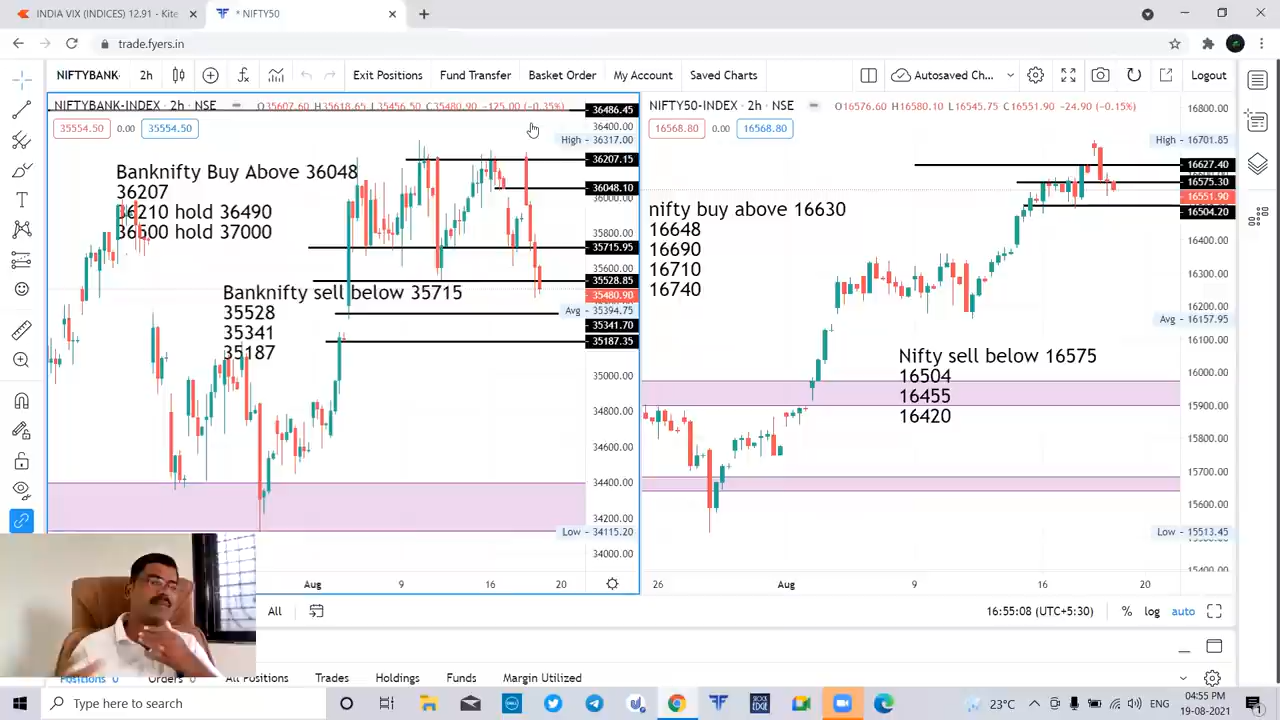 INDIA VIX (INDICES) 12.91 - Kite
* NIFTY50
trade.fyers.in
NIFTYBANK-
2h
Exit Positions
Fund Transfer
Basket Order
My Account
Saved Charts
Autosaved Ch...
Logout
NIFTYBANK-INDEX · 2h · NSE
O35607.60 H35618.65 L35456.50 C35480.90 -125.00 (-0.35%)
35554.50 0.00 35554.50
Banknifty Buy Above 36048
36207
36210 hold 36490
36500 hold 37000
Banknifty sell below 35715
35528
35341
35187
36486.45
36400.00
High - 36317.00
36207.15
36048.10
36000.00
35800.00
35715.95
35600.00
35528.85
35480.90
Avg - 35394.75
35341.70
35187.35
35000.00
34800.00
34600.00
34400.00
34200.00
Low - 34115.20
34000.00
Aug 9 16 20
NIFTY50-INDEX · 2h · NSE
O16576.60 H16580.10 L16545.75 C16551.90 -24.90 (-0.15%)
16568.80 0.00 16568.80
nifty buy above 16630
16648
16690
16710
16740
Nifty sell below 16575
16504
16455
16420
16800.00
High - 16701.85
16627.40
16575.30
16551.90
16504.20
16400.00
16300.00
16200.00
Avg - 16157.95
16100.00
16000.00
15900.00
15800.00
15700.00
15600.00
Low - 15513.45
15400.00
26 Aug 9 16 20
All
16:55:08 (UTC+5:30)
% log auto
Positions 0
Orders
All Positions
Trades
Holdings
Funds
Margin Utilized
Type here to search
DELL
STOCK EDGE
23°C
ENG
04:55 PM
19-08-2021